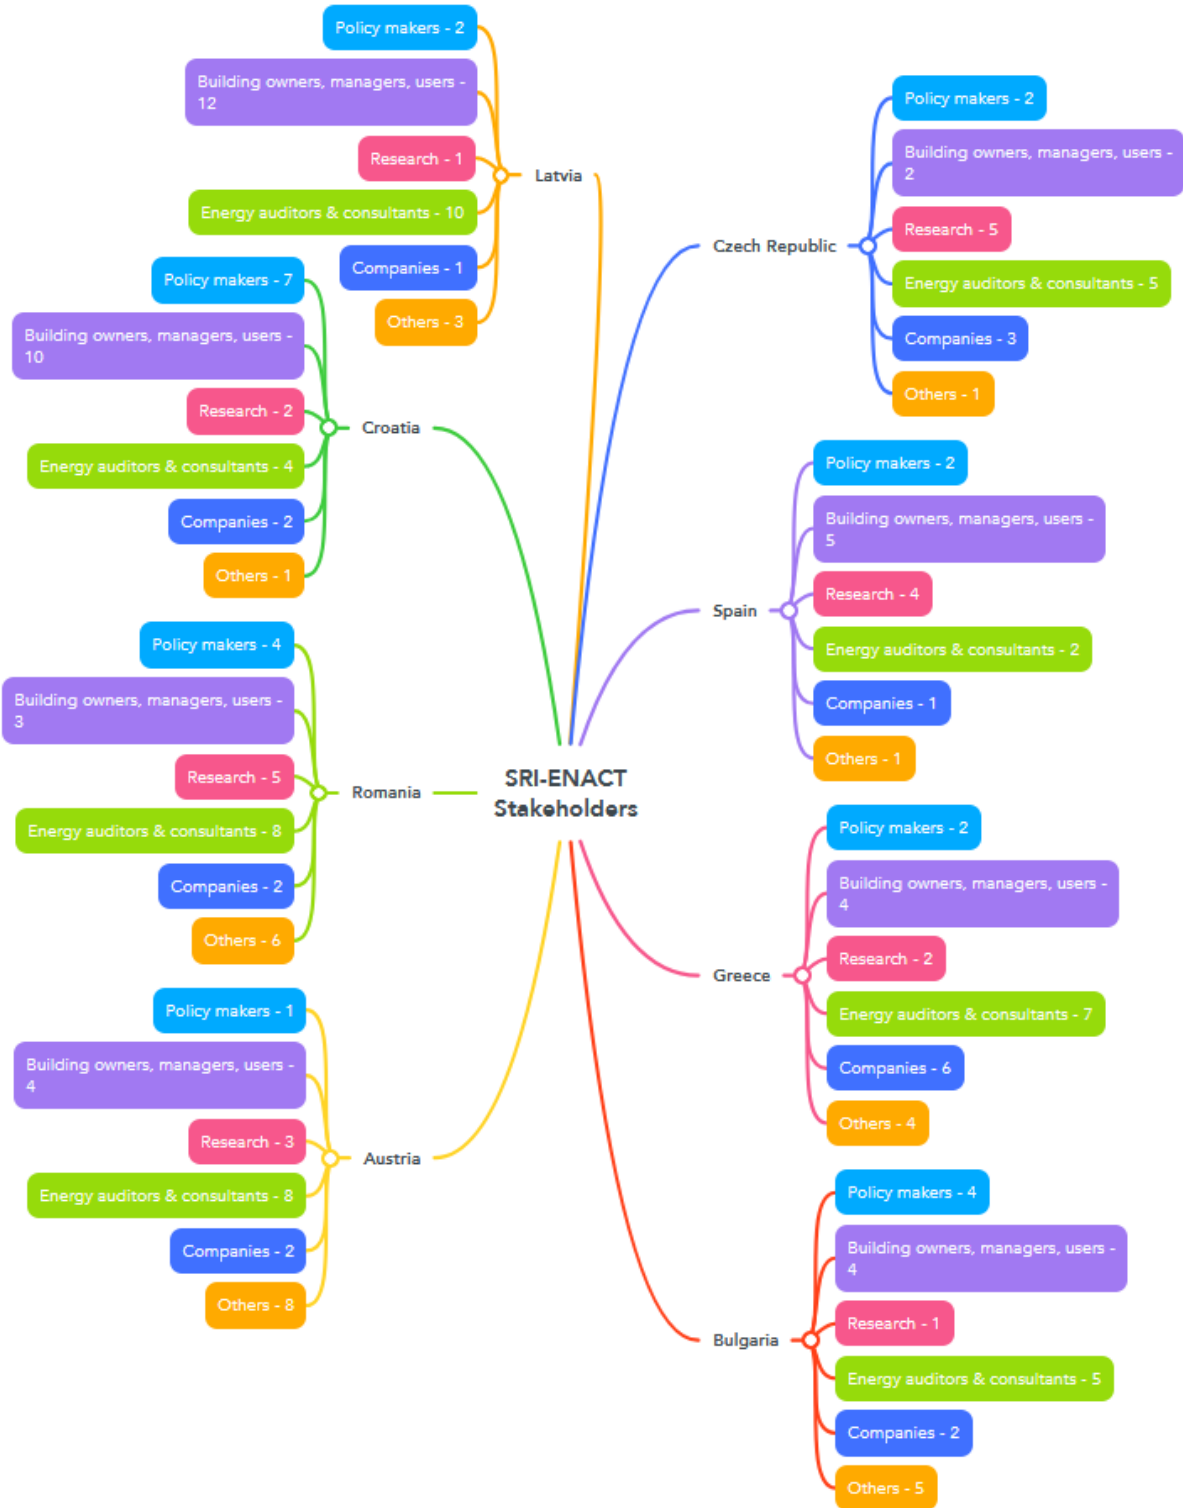 SRI-ENACT
Stakeholders
Latvia
Policy makers - 2
Building owners, managers, users -
12
Research - 1
Energy auditors & consultants - 10
Companies - 1
Others - 3
Croatia
Policy makers - 7
Building owners, managers, users -
10
Research - 2
Energy auditors & consultants - 4
Companies - 2
Others - 1
Romania
Policy makers - 4
Building owners, managers, users -
3
Research - 5
Energy auditors & consultants - 8
Companies - 2
Others - 6
Austria
Policy makers - 1
Building owners, managers, users -
4
Research - 3
Energy auditors & consultants - 8
Companies - 2
Others - 8
Czech Republic
Policy makers - 2
Building owners, managers, users -
2
Research - 5
Energy auditors & consultants - 5
Companies - 3
Others - 1
Spain
Policy makers - 2
Building owners, managers, users -
5
Research - 4
Energy auditors & consultants - 2
Companies - 1
Others - 1
Greece
Policy makers - 2
Building owners, managers, users -
4
Research - 2
Energy auditors & consultants - 7
Companies - 6
Others - 4
Bulgaria
Policy makers - 4
Building owners, managers, users -
4
Research - 1
Energy auditors & consultants - 5
Companies - 2
Others - 5